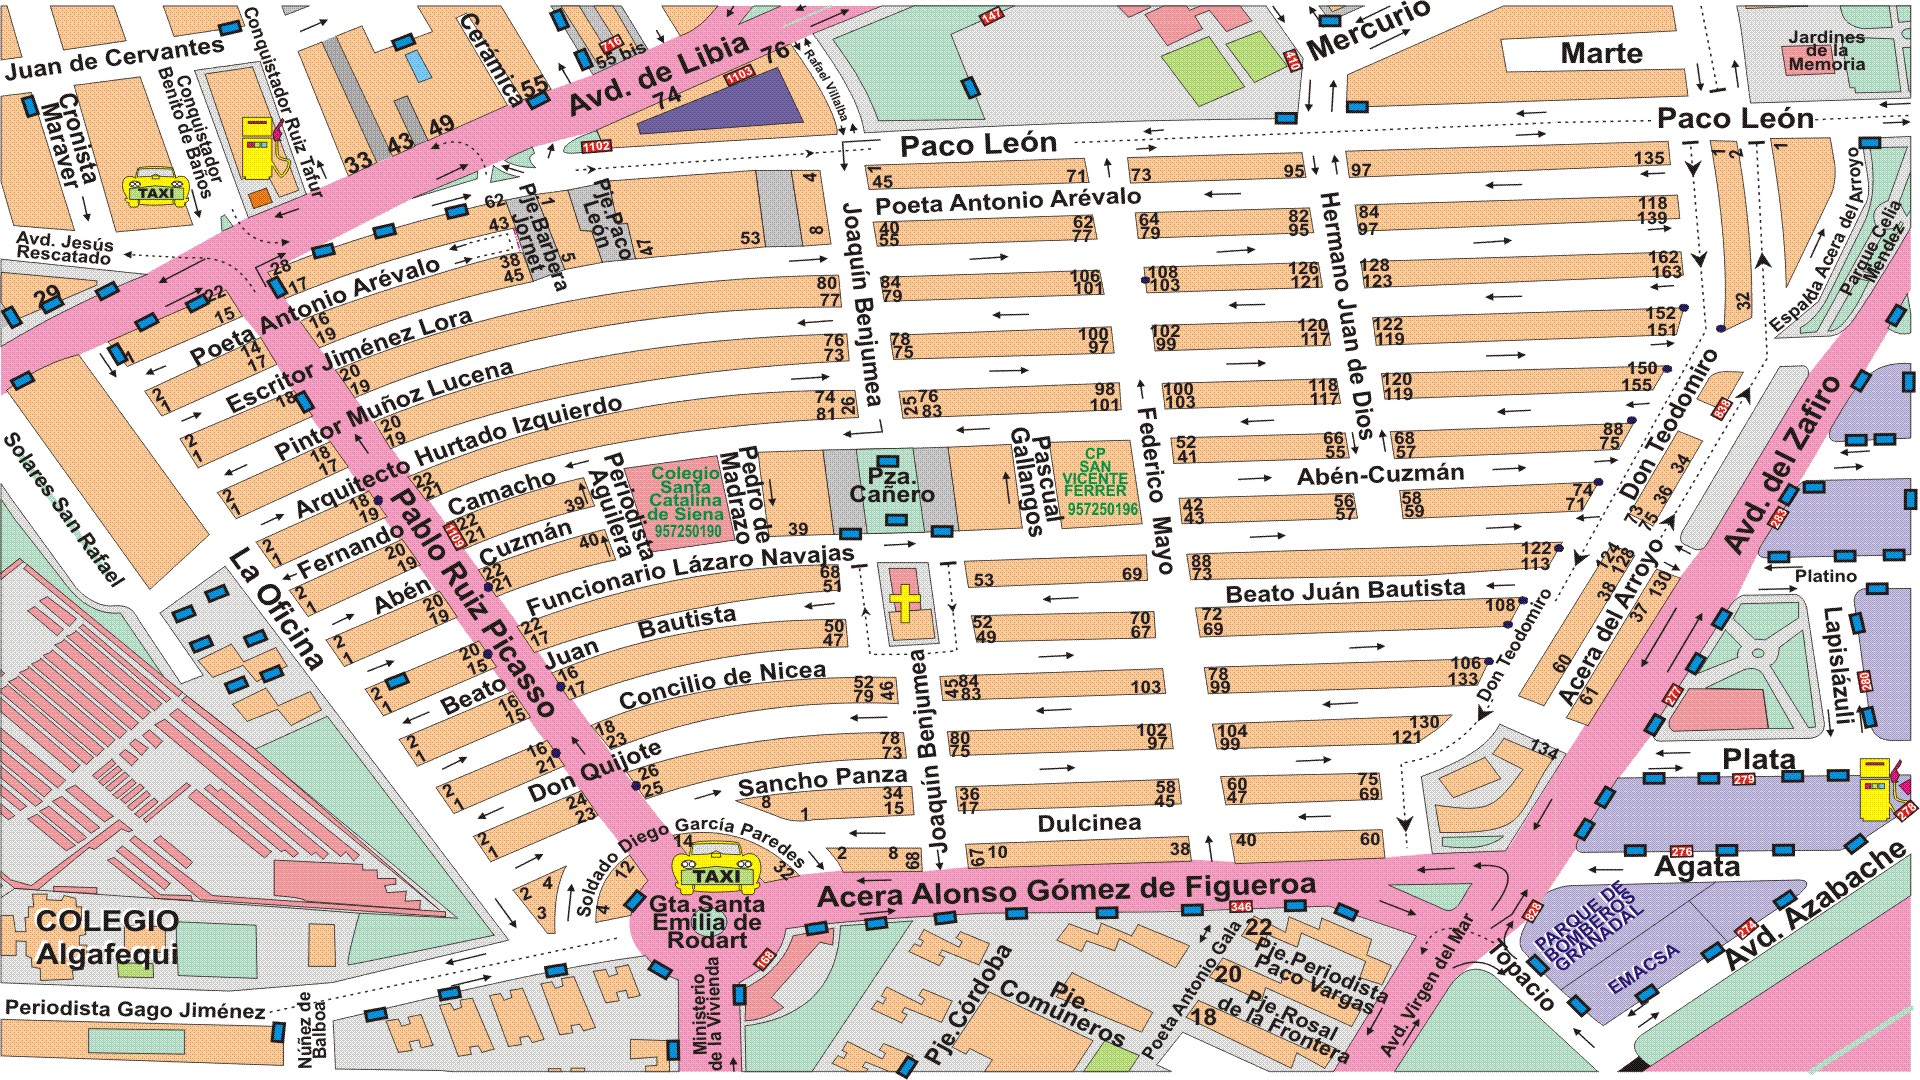 Juan de Cervantes
Conquistador Ruiz Tafur
Cerámica
716
55 bis
147
410
Mercurio
Marte
Jardines
de la
Memoria
Avd. de Libia
76
1103
74
55
Rafael Villalba
Cronista
Maraver
Conquistador
Benito de Baños
TAXI
33
43
49
1102
Paco León
Paco León
Avd. Jesús
Rescatado
29
62
43
Pje.Barbera
Jornet
1
5
Pje.Paco
León
47
53
4
8
1
45
71
73
95
97
135
Poeta Antonio Arévalo
40
55
62
77
64
79
82
95
84
97
118
139
1
2
32
1
Espalda Acera del Arroyo
Parque Celia
Mendez
28
17
22
15
38
45
Poeta Antonio Arévalo
16
19
14
17
80
77
84
79
106
101
108
103
126
121
128
123
162
163
Joaquín Benjumea
Hermano Juan de Dios
Escritor Jiménez Lora
20
19
18
76
73
78
75
100
97
102
99
120
117
122
119
152
151
Pintor Muñoz Lucena
20
19
18
17
74
81
26
25
76
83
98
101
100
103
118
117
120
119
150
155
Arquitecto Hurtado Izquierdo
22
21
18
19
52
41
66
55
68
57
88
75
Abén-Cuzmán
Federico Mayo
Don Teodomiro
838
34
36
73
75
Avd. del Zafiro
283
Solares San Rafael
La Oficina
Pablo Ruiz Picasso
1109
Fernando Camacho
22
21
39
20
19
Periodista
Aguilera
Colegio
Santa
Catalina
de Siena
957250190
Pedro de
Madrazo
39
Pza.
Cañero
Pascual
Gallangos
CP
SAN
VICENTE
FERRER
957250196
42
43
56
57
58
59
74
71
Abén Cuzmán
22
21
40
20
19
Funcionario Lázaro Navajas
68
51
53
69
88
73
122
113
Beato Juán Bautista
124
128
38
130
37
Platino
Beato Juan Bautista
22
17
20
15
50
47
52
49
70
67
72
69
108
Don Teodomiro
60
61
Acera del Arroyo
Lapislázuli
280
277
Concilio de Nicea
16
17
16
15
52
79
46
45
84
83
103
78
99
106
133
Joaquín Benjumea
Don Quijote
18
23
16
21
78
73
80
75
102
97
104
99
130
121
134
Plata
279
278
26
25
24
23
Sancho Panza
8
1
34
15
36
17
58
45
60
47
75
69
Dulcinea
Soldado Diego García Paredes
14
32
12
4
2
4
3
TAXI
2
8
68
67
10
38
40
60
276
Agata
Acera Alonso Gómez de Figueroa
346
Gta.Santa
Emilia de
Rodart
168
COLEGIO
Algafequi
Periodista Gago Jiménez
Núñez de
Balboa
Ministerio
de la Vivienda
Pje.Córdoba
Pje.
Comuneros
Poeta Antonio Gala
22
Pje.Periodista
Paco Vargas
20
Pje.Rosal
de la Frontera
18
Avd. Virgen del Mar
828
Topacio
PARQUE DE
BOMBEROS
GRANADAL
EMACSA
274
Avd. Azabache
2
1
2
1
2
1
2
1
2
1
2
1
2
1
2
1
2
1
2
1
1